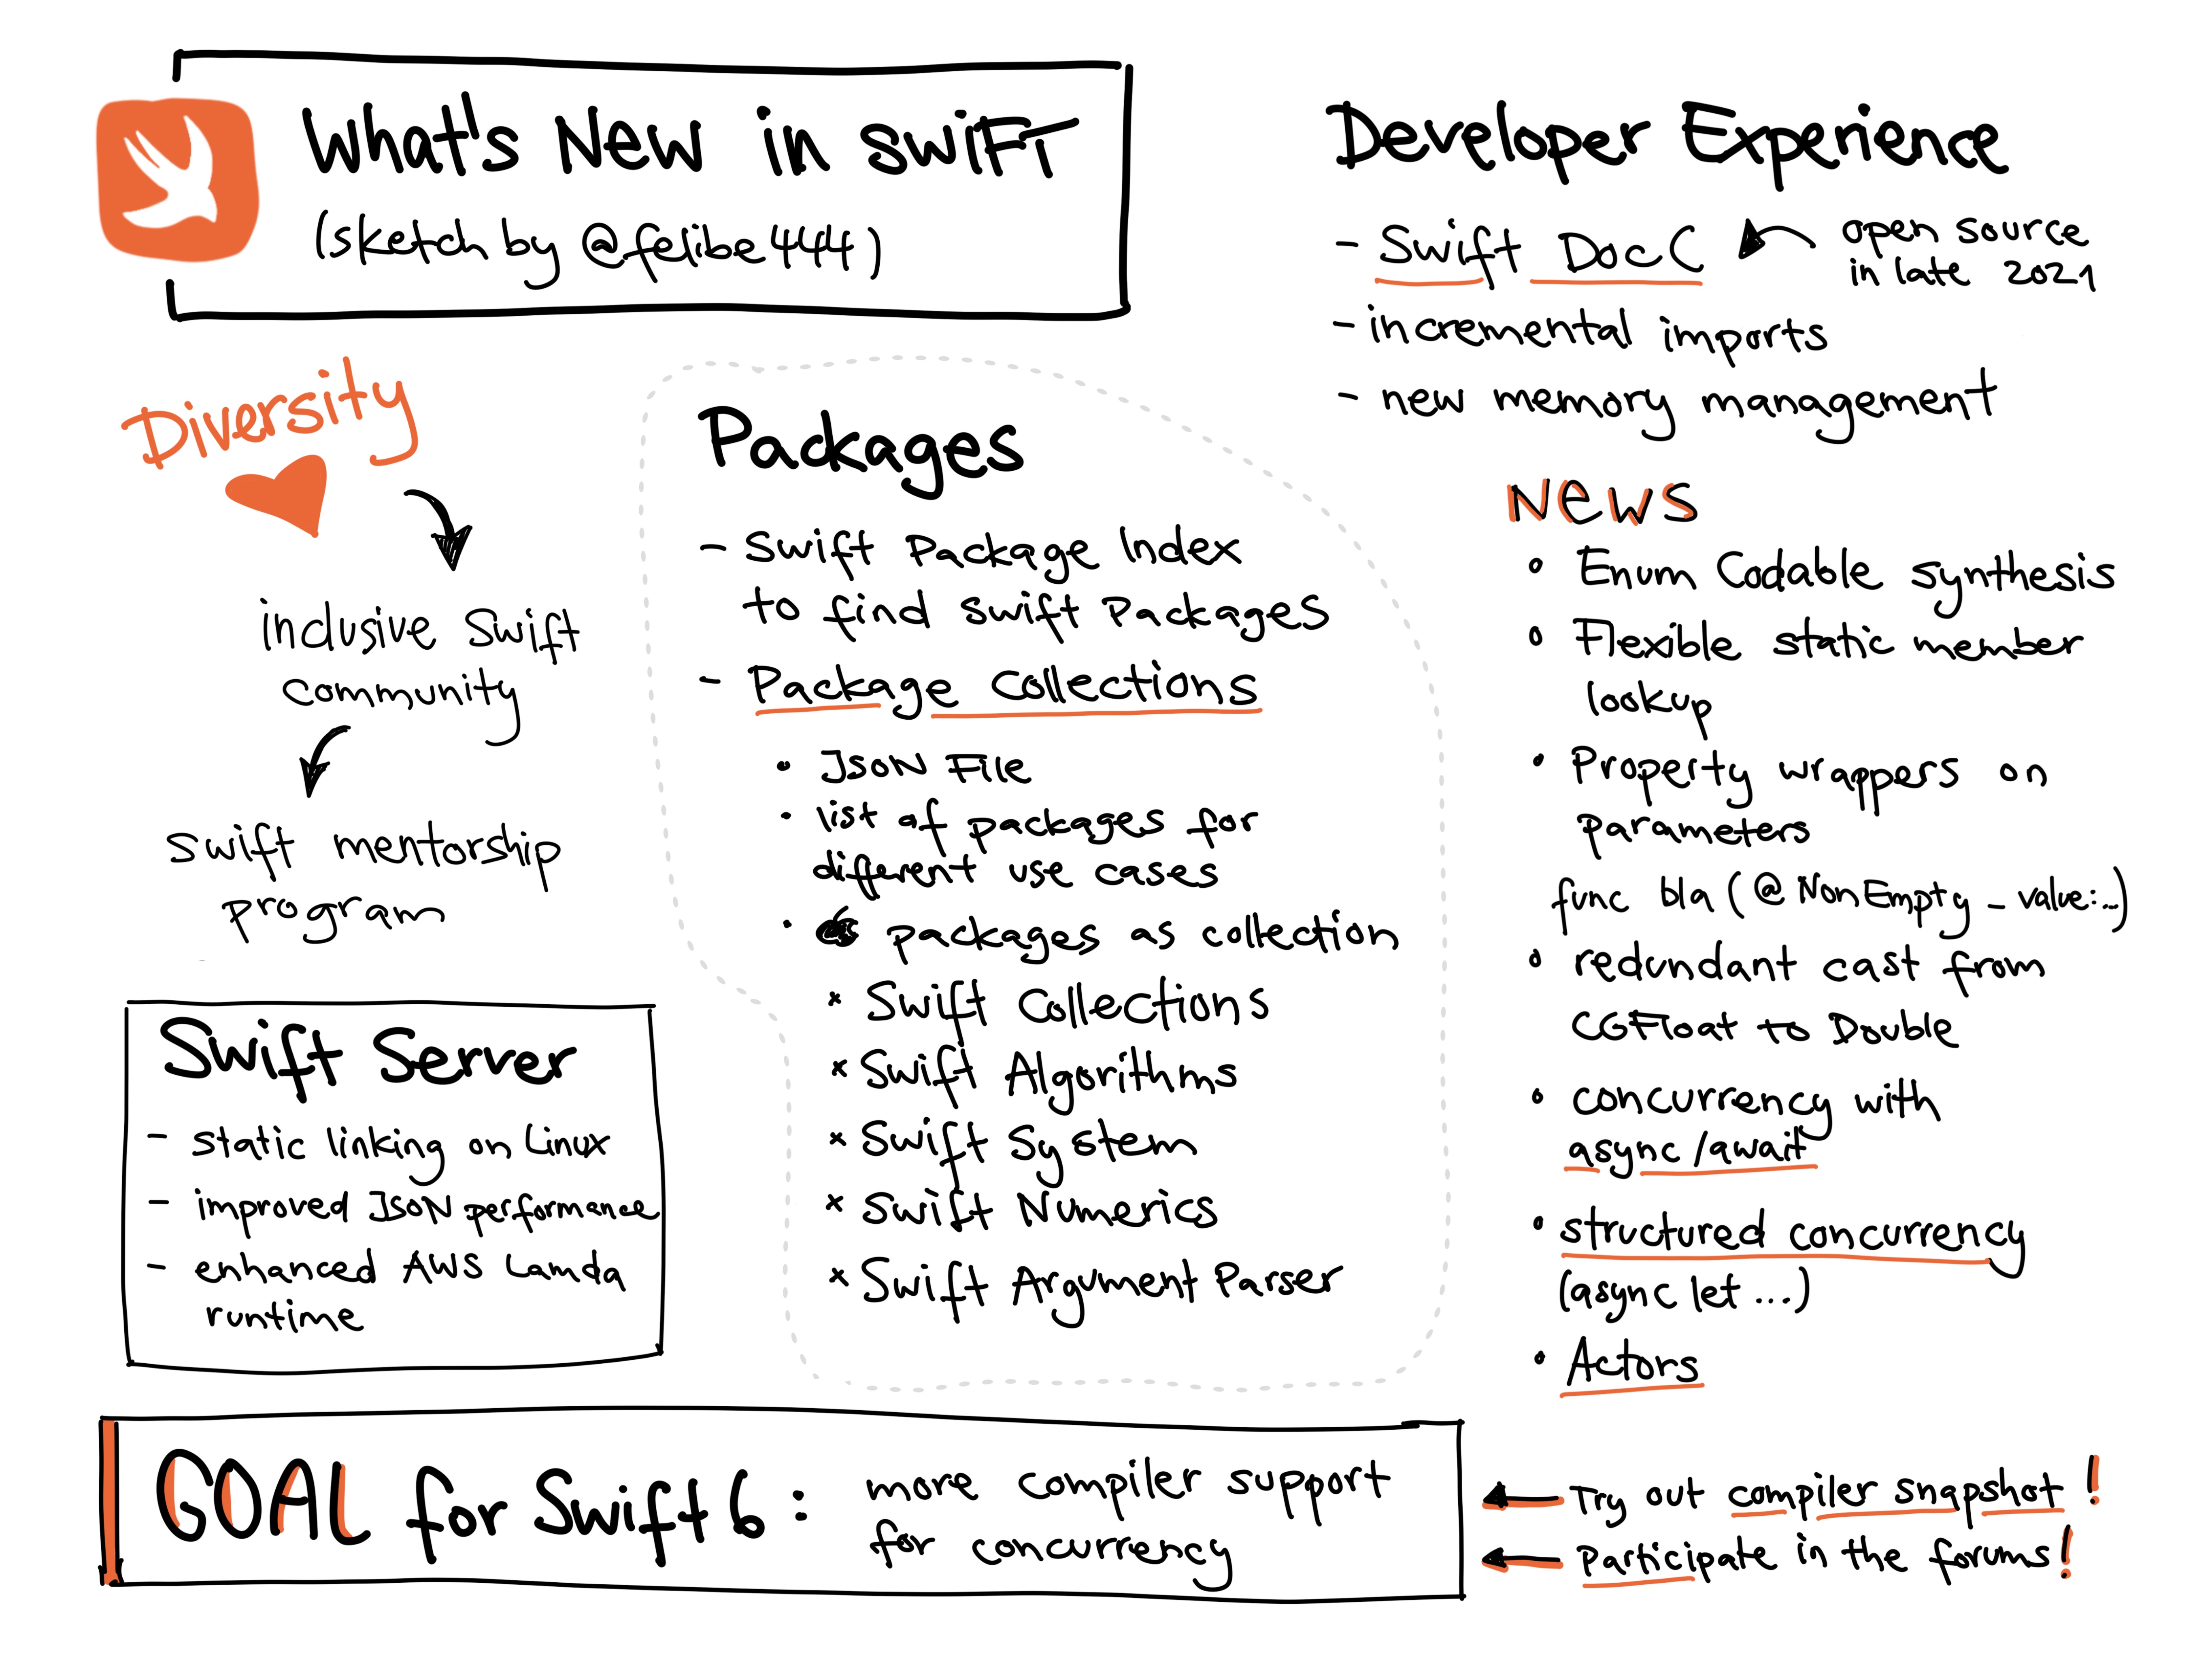 What's New in Swift
(sketch by @felibe444)
Diversity
inclusive Swift
community
swift mentorship
program
Swift Server
- static linking on Linux
- improved JSON performance
- enhanced AWS Lamda
runtime
Packages
- Swift Package Index
to find Swift Packages
- Package Collections
• JSON File
• list of packages for
different use cases
• packages as collection
× Swift Collections
× Swift Algorithms
× Swift System
× Swift Numerics
× Swift Argument Parser
Developer Experience
- Swift DocC
open source
in late 2021
- incremental imports
- new memory management
News
• Enum Codable synthesis
• Flexible static member
lookup
• Property wrappers on
parameters
func bla (@NonEmpty _ value:...)
• redundant cast from
CGFloat to Double
• concurrency with
async/await
• structured concurrency
(async let ...)
• Actors
GOAL for Swift 6:
more compiler support
for concurrency
Try out compiler snapshot!
Participate in the forums!